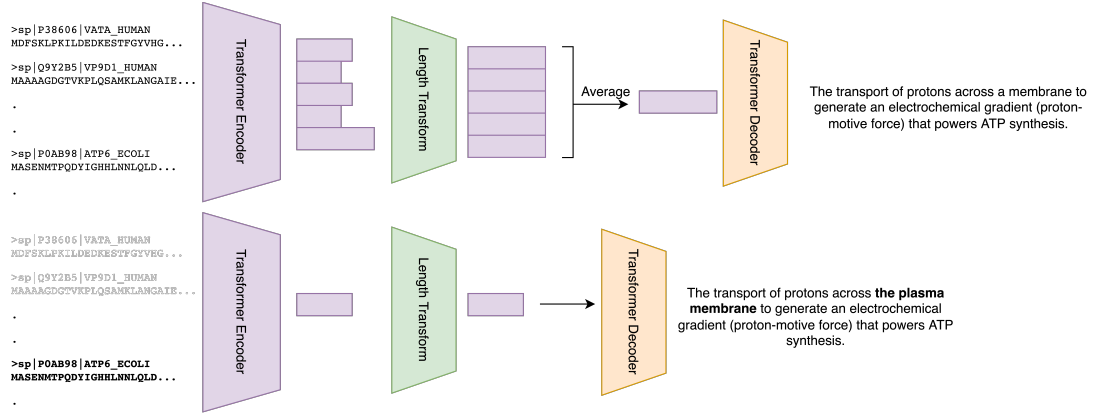 >sp|P38606|VATA_HUMAN
MDFSKLPKILDEDKESTFGYVHG...
>sp|Q9Y2B5|VP9D1_HUMAN
MAAAAGDGTVKPLQSAMKLANGAIE...
.
.
>sp|P0AB98|ATP6_ECOLI
MASENMTPQDYIGHHLNNLQLD...
.
Transformer Encoder
Length Transform
Average
Transformer Decoder
The transport of protons across a membrane to
generate an electrochemical gradient (proton-
motive force) that powers ATP synthesis.
>sp|P38606|VATA_HUMAN
MDFSKLPKILDEDKESTFGYVHG...
>sp|Q9Y2B5|VP9D1_HUMAN
MAAAAGDGTVKPLQSAMKLANGAIE...
.
.
>sp|P0AB98|ATP6_ECOLI
MASENMTPQDYIGHHLNNLQLD...
.
Transformer Encoder
Length Transform
Transformer Decoder
The transport of protons across the plasma
membrane to generate an electrochemical
gradient (proton-motive force) that powers ATP
synthesis.